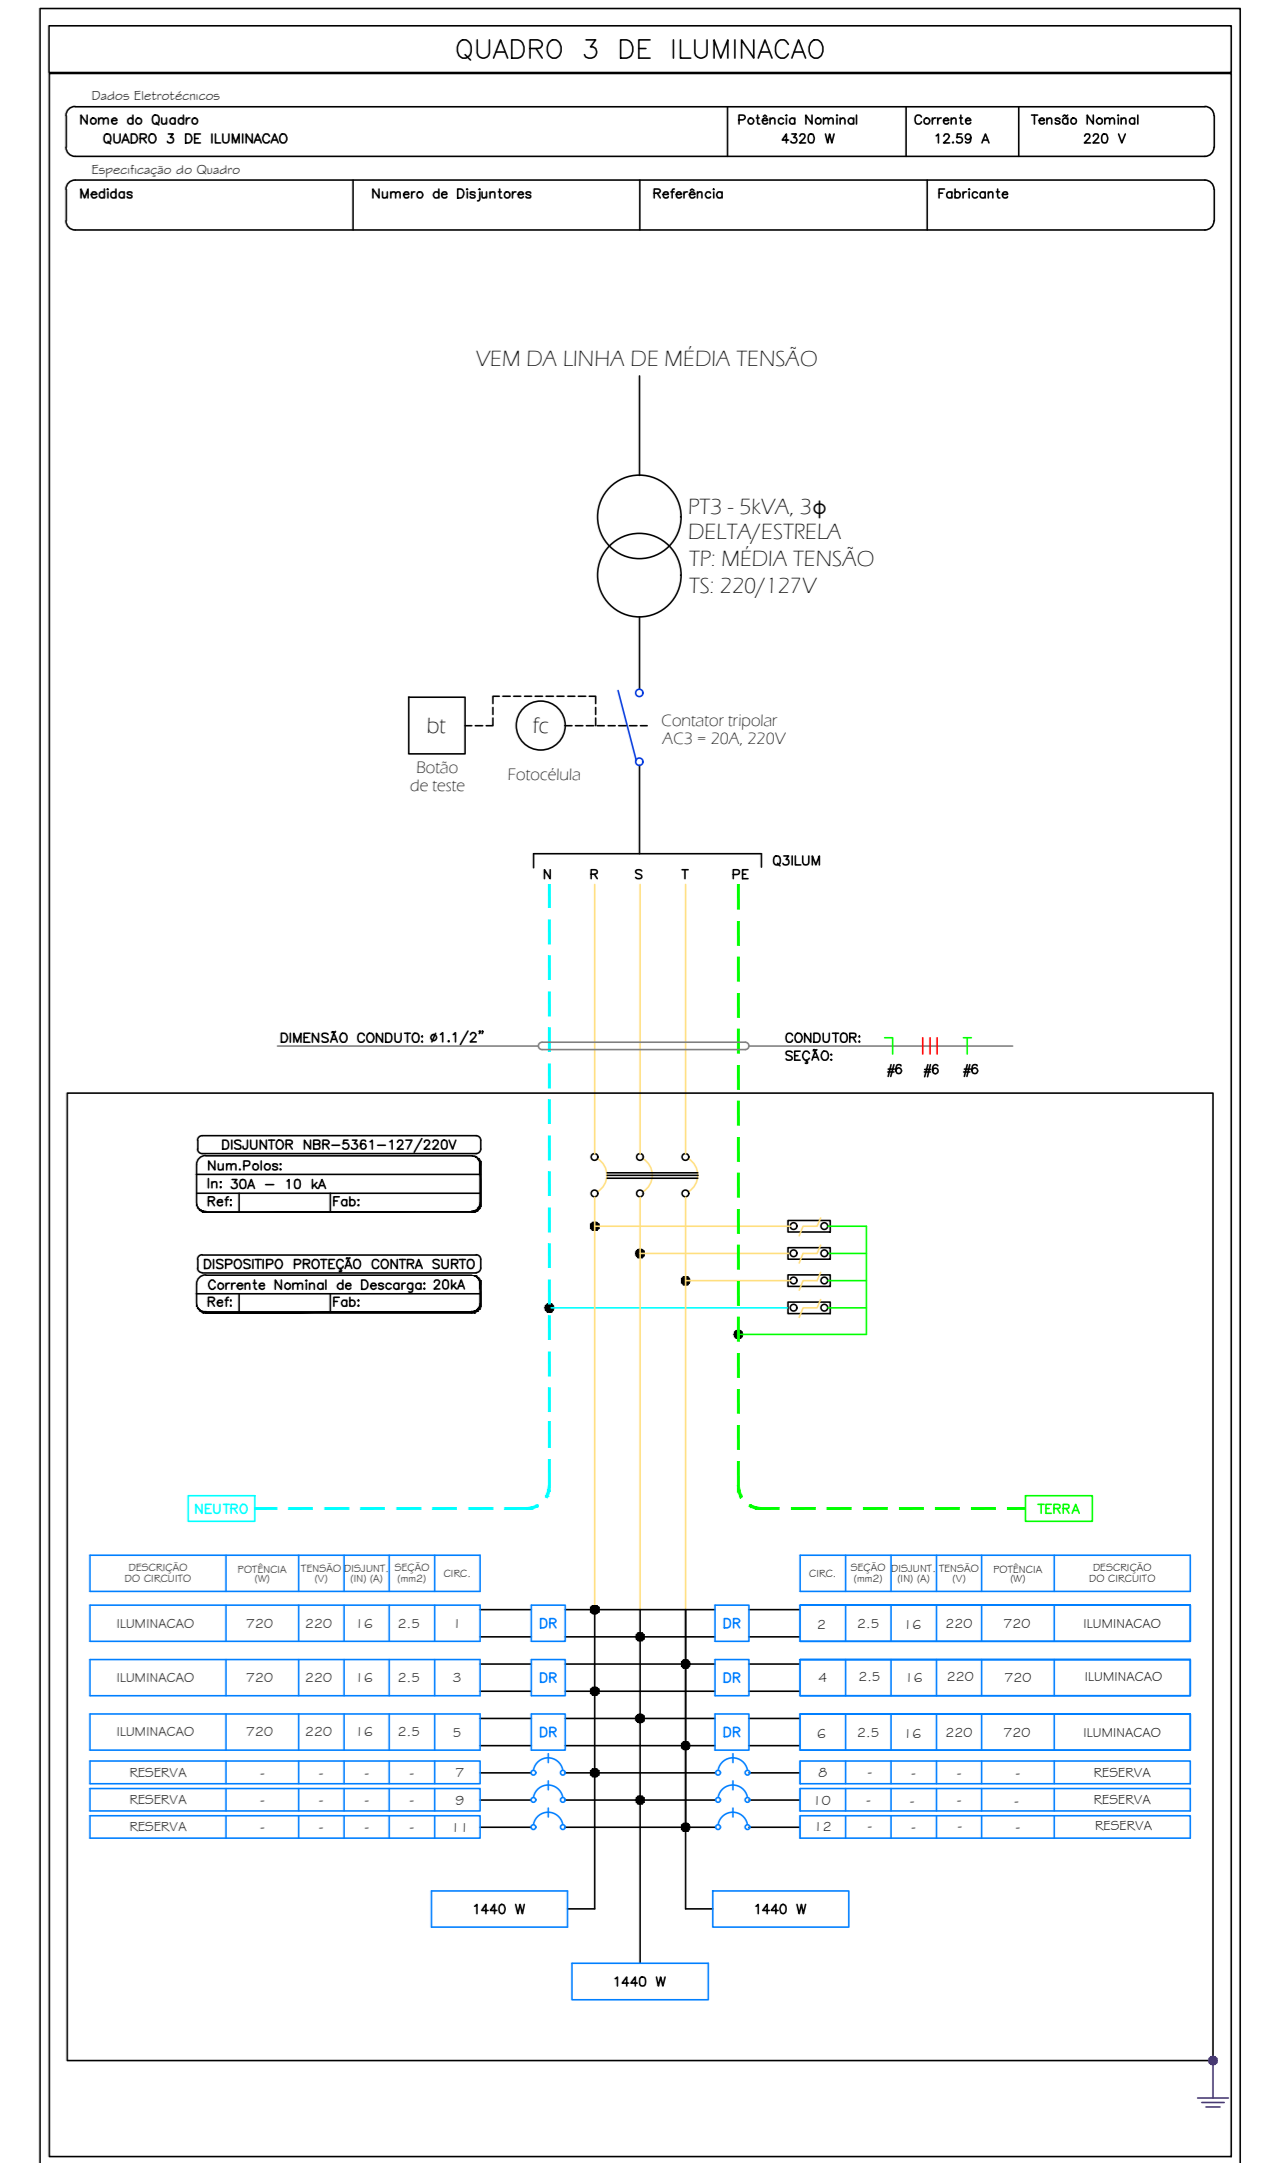 QUADRO 3 DE ILUMINACAO
Dados Eletrotécnicos
Nome do Quadro
QUADRO 3 DE ILUMINACAO
Potência Nominal
4320 W
Corrente
12.59 A
Tensão Nominal
220 V
Especificação do Quadro
Medidas
Numero de Disjuntores
Referência
Fabricante
VEM DA LINHA DE MÉDIA TENSÃO
PT3 - 5kVA, 3ϕ
DELTA/ESTRELA
TP: MÉDIA TENSÃO
TS: 220/127V
bt
fc
Botão
de teste
Fotocélula
Contator tripolar
AC3 = 20A, 220V
Q3ILUM
N R S T PE
DIMENSÃO CONDUTO: ø1.1/2"
CONDUTOR:
SEÇÃO:
#6 #6 #6
DISJUNTOR NBR-5361-127/220V
Num.Polos:
In: 30A - 10 kA
Ref: Fab:
DISPOSITIPO PROTEÇÃO CONTRA SURTO
Corrente Nominal de Descarga: 20kA
Ref: Fab:
NEUTRO
TERRA
DESCRIÇÃO DO CIRCUITO POTÊNCIA (W) TENSÃO (V) DISJUNT. (IN) (A) SEÇÃO (mm2) CIRC.
CIRC. SEÇÃO (mm2) DISJUNT. (IN) (A) TENSÃO (V) POTÊNCIA (W) DESCRIÇÃO DO CIRCUITO
ILUMINACAO 720 220 16 2.5 1 DR DR 2 2.5 16 220 720 ILUMINACAO
ILUMINACAO 720 220 16 2.5 3 DR DR 4 2.5 16 220 720 ILUMINACAO
ILUMINACAO 720 220 16 2.5 5 DR DR 6 2.5 16 220 720 ILUMINACAO
RESERVA - - - - 7 8 - - - - RESERVA
RESERVA - - - - 9 10 - - - - RESERVA
RESERVA - - - - 11 12 - - - - RESERVA
1440 W
1440 W
1440 W